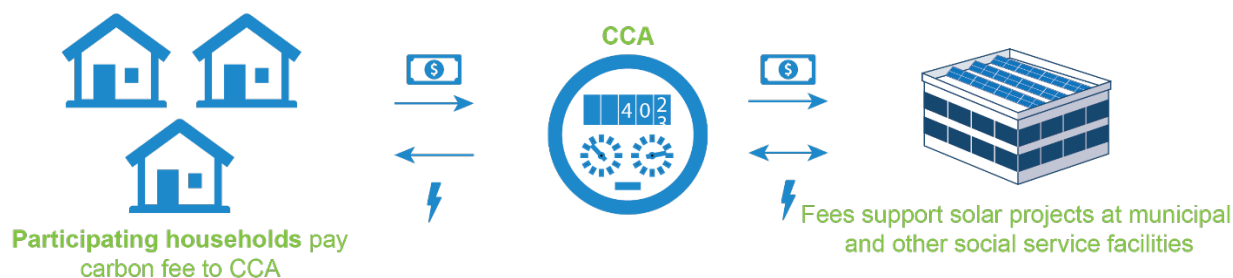 CCA
$
$
402
3
Participating households pay
carbon fee to CCA
Fees support solar projects at municipal
and other social service facilities